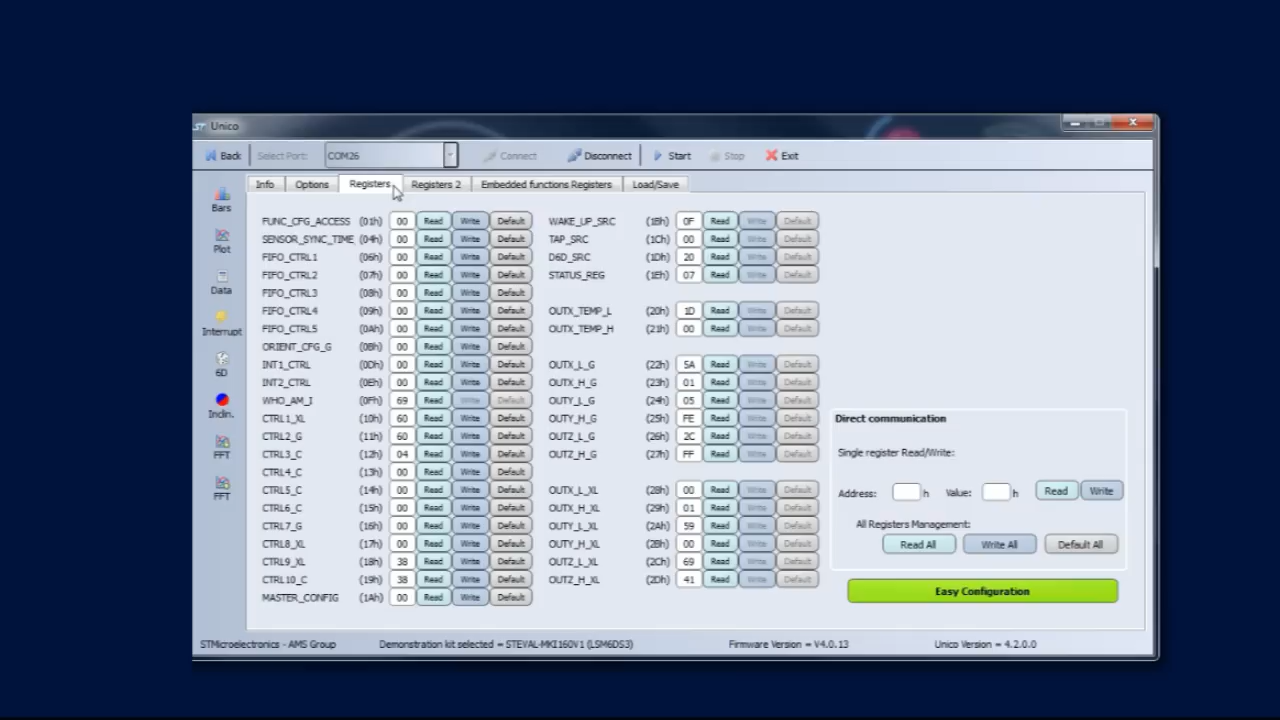 ST Unico
Back Select Port: COM26 Connect Disconnect Start Stop Exit
Info Options Registers Registers 2 Embedded functions Registers Load/Save
Bars
Plot
Data
Interrupt
6D
Inclin.
FFT
FFT
FUNC_CFG_ACCESS (01h) 00 Read Write Default
SENSOR_SYNC_TIME (04h) 00 Read Write Default
FIFO_CTRL1 (06h) 00 Read Write Default
FIFO_CTRL2 (07h) 00 Read Write Default
FIFO_CTRL3 (08h) 00 Read Write Default
FIFO_CTRL4 (09h) 00 Read Write Default
FIFO_CTRL5 (0Ah) 00 Read Write Default
ORIENT_CFG_G (0Bh) 00 Read Write Default
INT1_CTRL (0Dh) 00 Read Write Default
INT2_CTRL (0Eh) 00 Read Write Default
WHO_AM_I (0Fh) 69 Read Write Default
CTRL1_XL (10h) 60 Read Write Default
CTRL2_G (11h) 60 Read Write Default
CTRL3_C (12h) 04 Read Write Default
CTRL4_C (13h) 00 Read Write Default
CTRL5_C (14h) 00 Read Write Default
CTRL6_C (15h) 00 Read Write Default
CTRL7_G (16h) 00 Read Write Default
CTRL8_XL (17h) 00 Read Write Default
CTRL9_XL (18h) 38 Read Write Default
CTRL10_C (19h) 38 Read Write Default
MASTER_CONFIG (1Ah) 00 Read Write Default
WAKE_UP_SRC (1Bh) 0F Read Write Default
TAP_SRC (1Ch) 00 Read Write Default
D6D_SRC (1Dh) 20 Read Write Default
STATUS_REG (1Eh) 07 Read Write Default
OUTX_TEMP_L (20h) 1D Read Write Default
OUTX_TEMP_H (21h) 00 Read Write Default
OUTX_L_G (22h) 5A Read Write Default
OUTX_H_G (23h) 01 Read Write Default
OUTY_L_G (24h) 05 Read Write Default
OUTY_H_G (25h) FE Read Write Default
OUTZ_L_G (26h) 2C Read Write Default
OUTZ_H_G (27h) FF Read Write Default
OUTX_L_XL (28h) 00 Read Write Default
OUTX_H_XL (29h) 01 Read Write Default
OUTY_L_XL (2Ah) 59 Read Write Default
OUTY_H_XL (2Bh) 00 Read Write Default
OUTZ_L_XL (2Ch) 69 Read Write Default
OUTZ_H_XL (2Dh) 41 Read Write Default
Direct communication
Single register Read/Write:
Address: h Value: h Read Write
All Registers Management:
Read All Write All Default All
Easy Configuration
STMicroelectronics - AMS Group Demonstration kit selected = STEVAL-MKI160V1 (LSM6DS3) Firmware Version = V4.0.13 Unico Version = 4.2.0.0